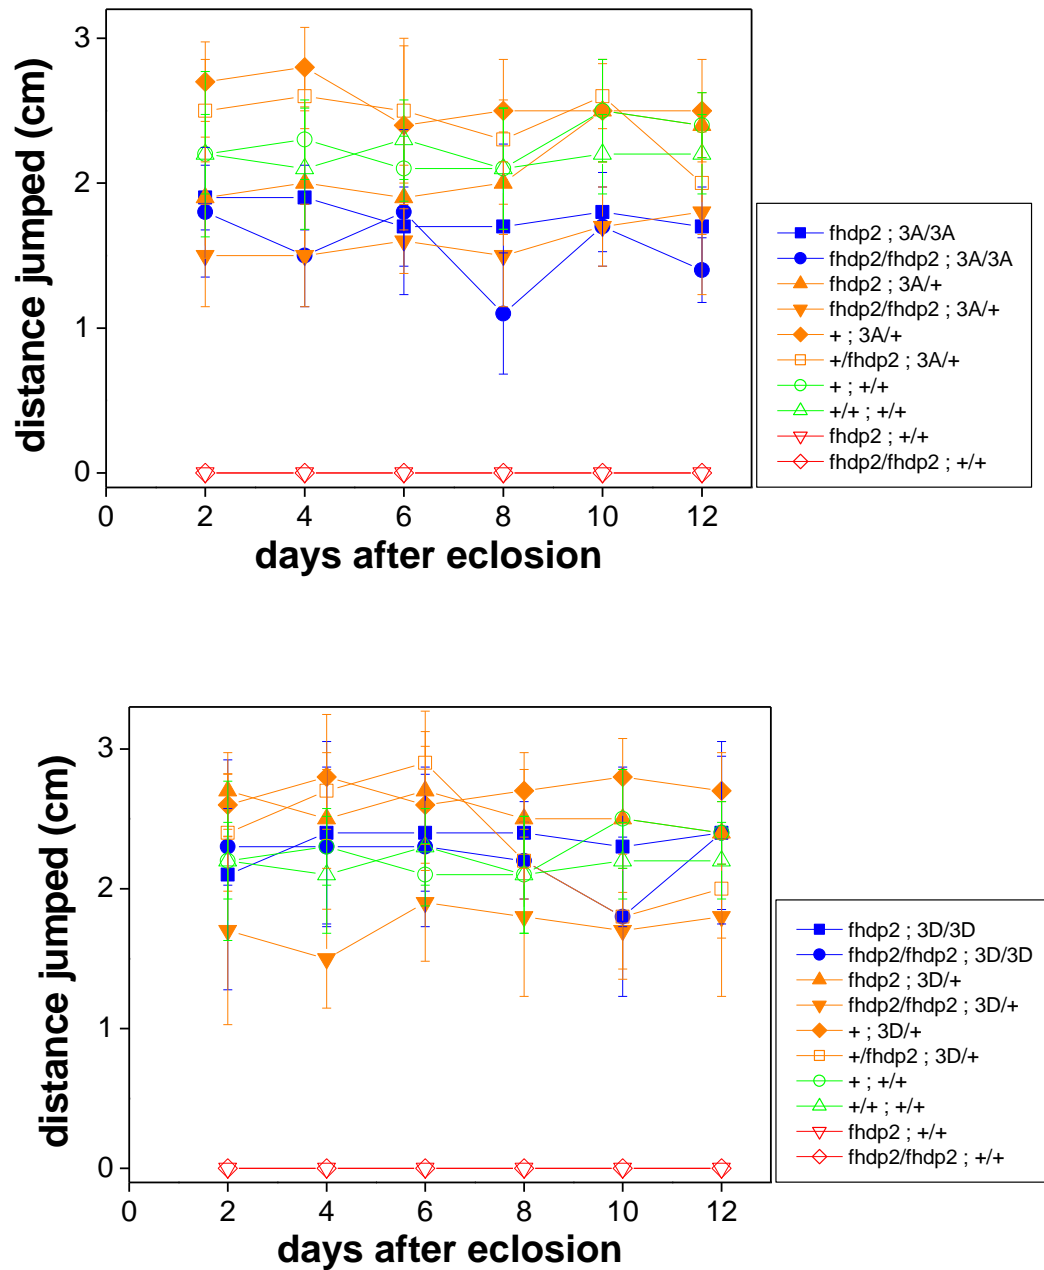 3
2
1
0
distance jumped (cm)
0 2 4 6 8 10 12
days after eclosion
fhdp2 ; 3A/3A
fhdp2/fhdp2 ; 3A/3A
fhdp2 ; 3A/+
fhdp2/fhdp2 ; 3A/+
+ ; 3A/+
+/fhdp2 ; 3A/+
+ ; +/+
+/+ ; +/+
fhdp2 ; +/+
fhdp2/fhdp2 ; +/+
3
2
1
0
distance jumped (cm)
0 2 4 6 8 10 12
days after eclosion
fhdp2 ; 3D/3D
fhdp2/fhdp2 ; 3D/3D
fhdp2 ; 3D/+
fhdp2/fhdp2 ; 3D/+
+ ; 3D/+
+/fhdp2 ; 3D/+
+ ; +/+
+/+ ; +/+
fhdp2 ; +/+
fhdp2/fhdp2 ; +/+